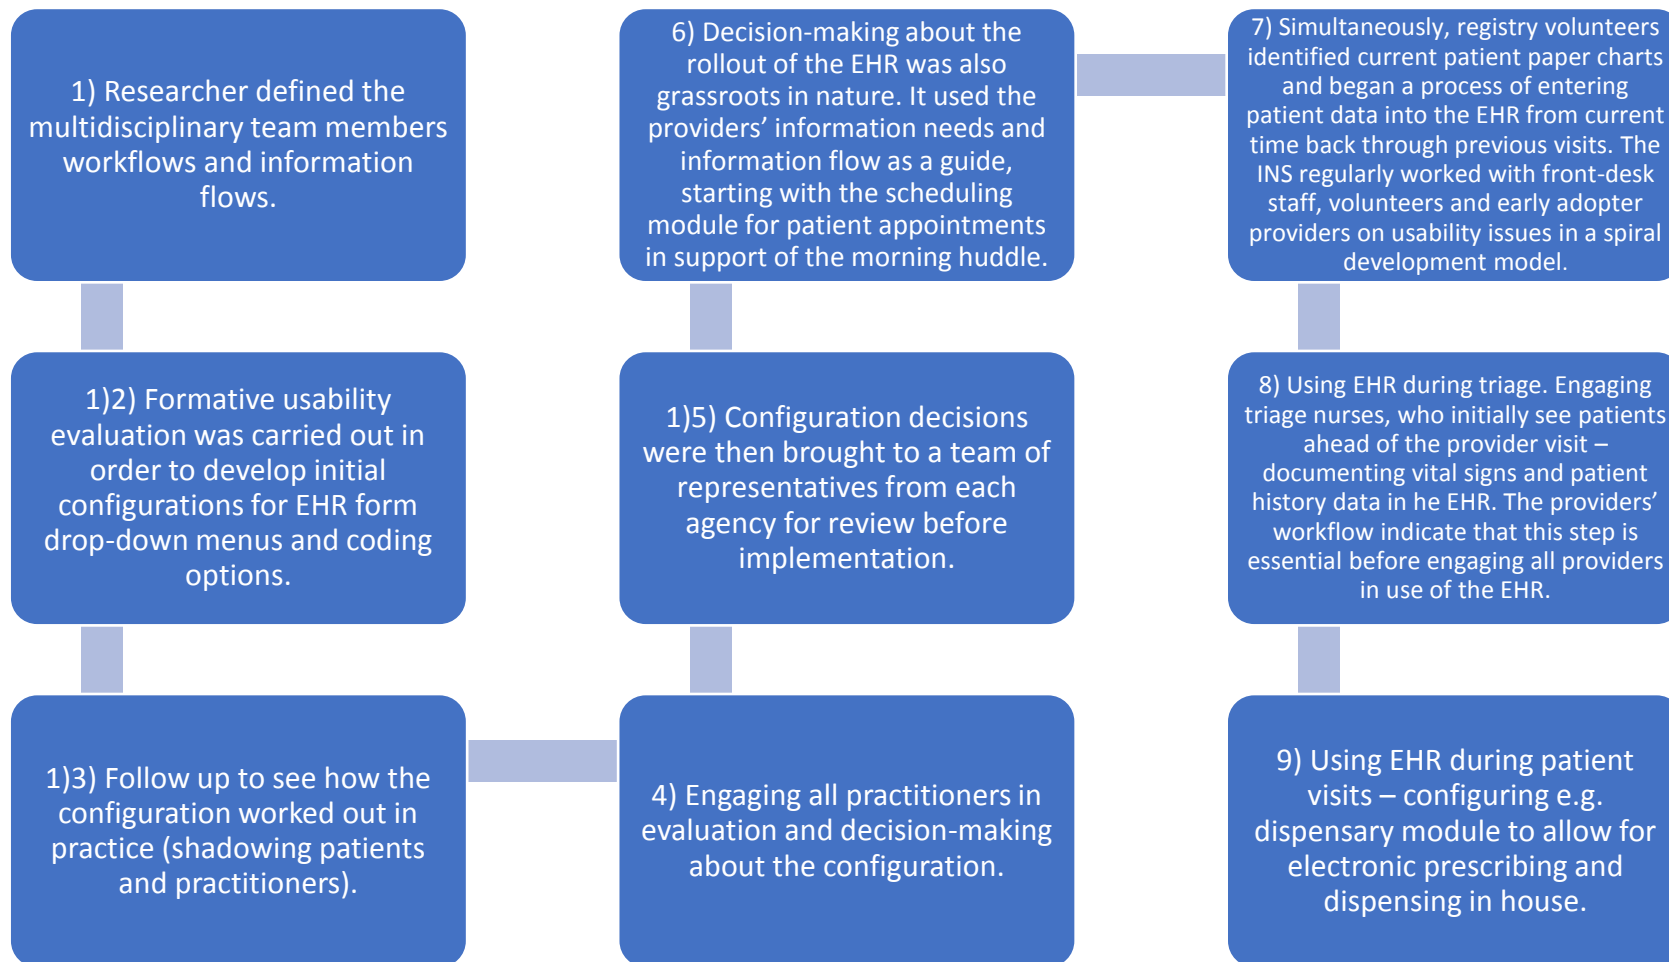 1) Researcher defined the
multidisciplinary team members
workflows and information
flows.
1)2) Formative usability
evaluation was carried out in
order to develop initial
configurations for EHR form
drop-down menus and coding
options.
1)3) Follow up to see how the
configuration worked out in
practice (shadowing patients
and practitioners).
4) Engaging all practitioners in
evaluation and decision-making
about the configuration.
1)5) Configuration decisions
were then brought to a team of
representatives from each
agency for review before
implementation.
6) Decision-making about the
rollout of the EHR was also
grassroots in nature. It used the
providers’ information needs and
information flow as a guide,
starting with the scheduling
module for patient appointments
in support of the morning huddle.
7) Simultaneously, registry volunteers
identified current patient paper charts
and began a process of entering
patient data into the EHR from current
time back through previous visits. The
INS regularly worked with front-desk
staff, volunteers and early adopter
providers on usability issues in a spiral
development model.
8) Using EHR during triage. Engaging
triage nurses, who initially see patients
ahead of the provider visit –
documenting vital signs and patient
history data in he EHR. The providers’
workflow indicate that this step is
essential before engaging all providers
in use of the EHR.
9) Using EHR during patient
visits – configuring e.g.
dispensary module to allow for
electronic prescribing and
dispensing in house.